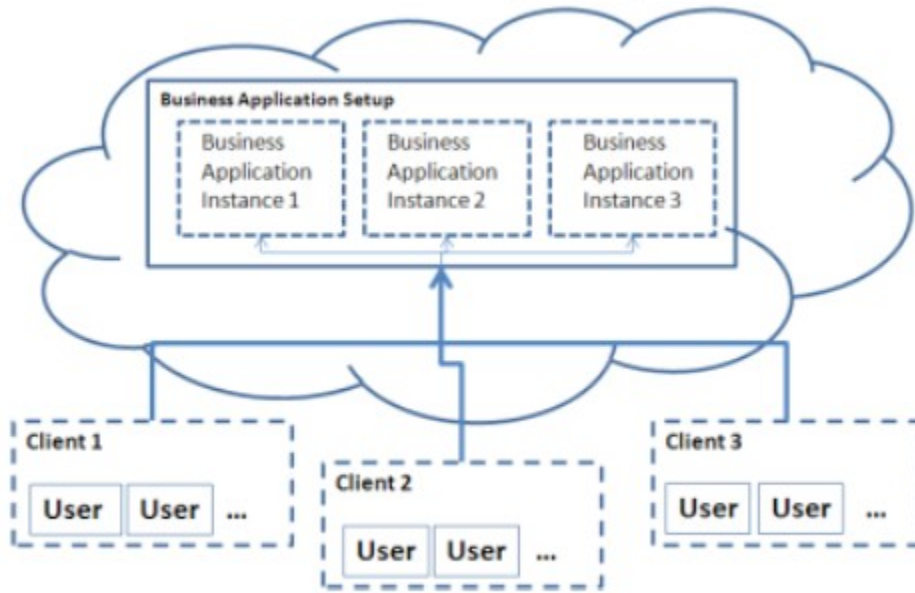 Business Application Setup
Business
Application
Instance 1
Business
Application
Instance 2
Business
Application
Instance 3
Client 1
User User ...
Client 2
User User ...
Client 3
User User ...